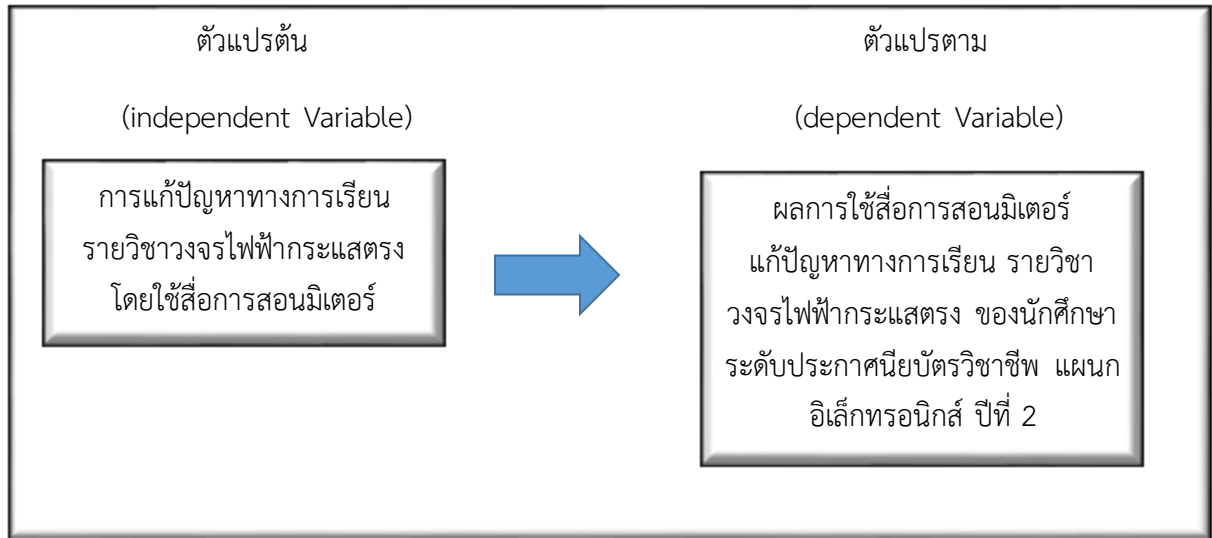 ตัวแปรต้น
(independent Variable)
การแก้ปัญหาทางการเรียน
รายวิชาวงจรไฟฟ้ากระแสตรง
โดยใช้สื่อการสอนมิเตอร์
ตัวแปรตาม
(dependent Variable)
ผลการใช้สื่อการสอนมิเตอร์
แก้ปัญหาทางการเรียน รายวิชา
วงจรไฟฟ้ากระแสตรง ของนักศึกษา
ระดับประกาศนียบัตรวิชาชีพ แผนก
อิเล็กทรอนิกส์ ปีที่ 2